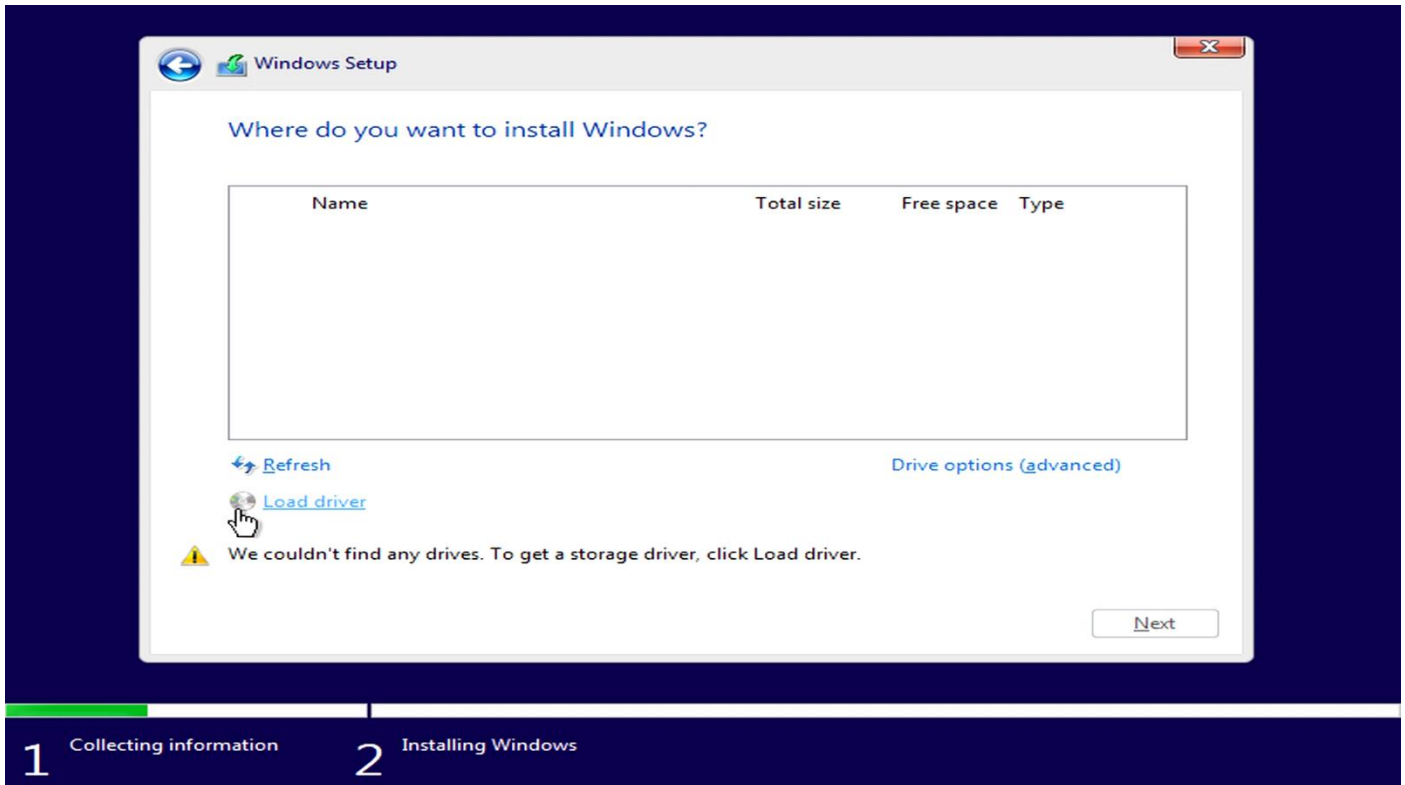 Windows Setup
Where do you want to install Windows?
Name Total size Free space Type
Refresh Drive options (advanced)
Load driver
We couldn't find any drives. To get a storage driver, click Load driver.
Next
1 Collecting information 2 Installing Windows